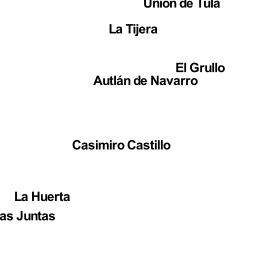 Unión de Tula
La Tijera
El Grullo
Autlán de Navarro
Casimiro Castillo
La Huerta
as Juntas